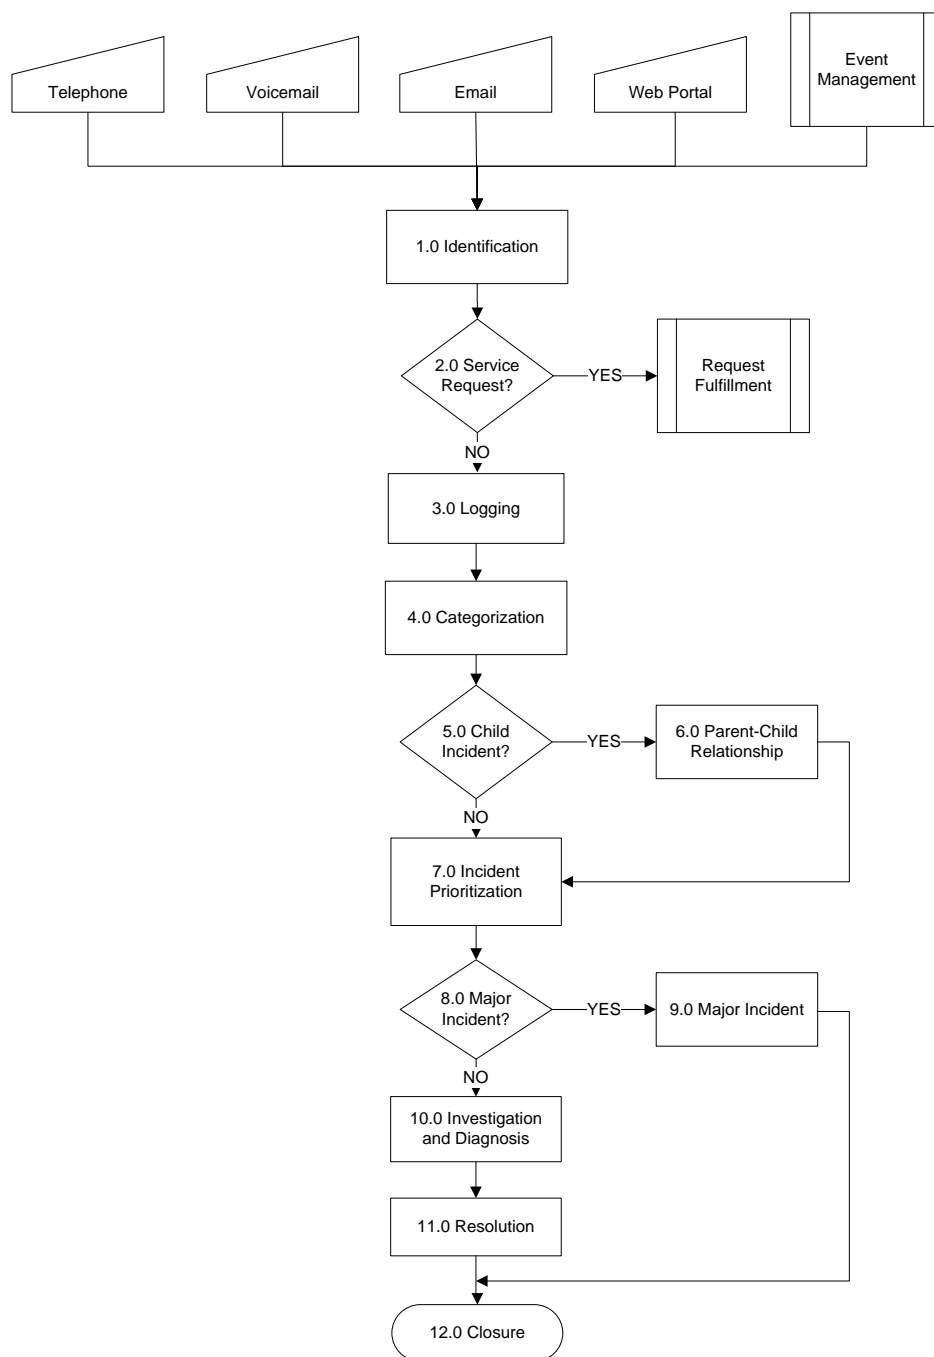 Telephone
Voicemail
Email
Web Portal
Event
Management
1.0 Identification
2.0 Service
Request?
YES
Request
Fulfillment
NO
3.0 Logging
4.0 Categorization
5.0 Child
Incident?
YES
6.0 Parent-Child
Relationship
NO
7.0 Incident
Prioritization
8.0 Major
Incident?
YES
9.0 Major Incident
NO
10.0 Investigation
and Diagnosis
11.0 Resolution
12.0 Closure